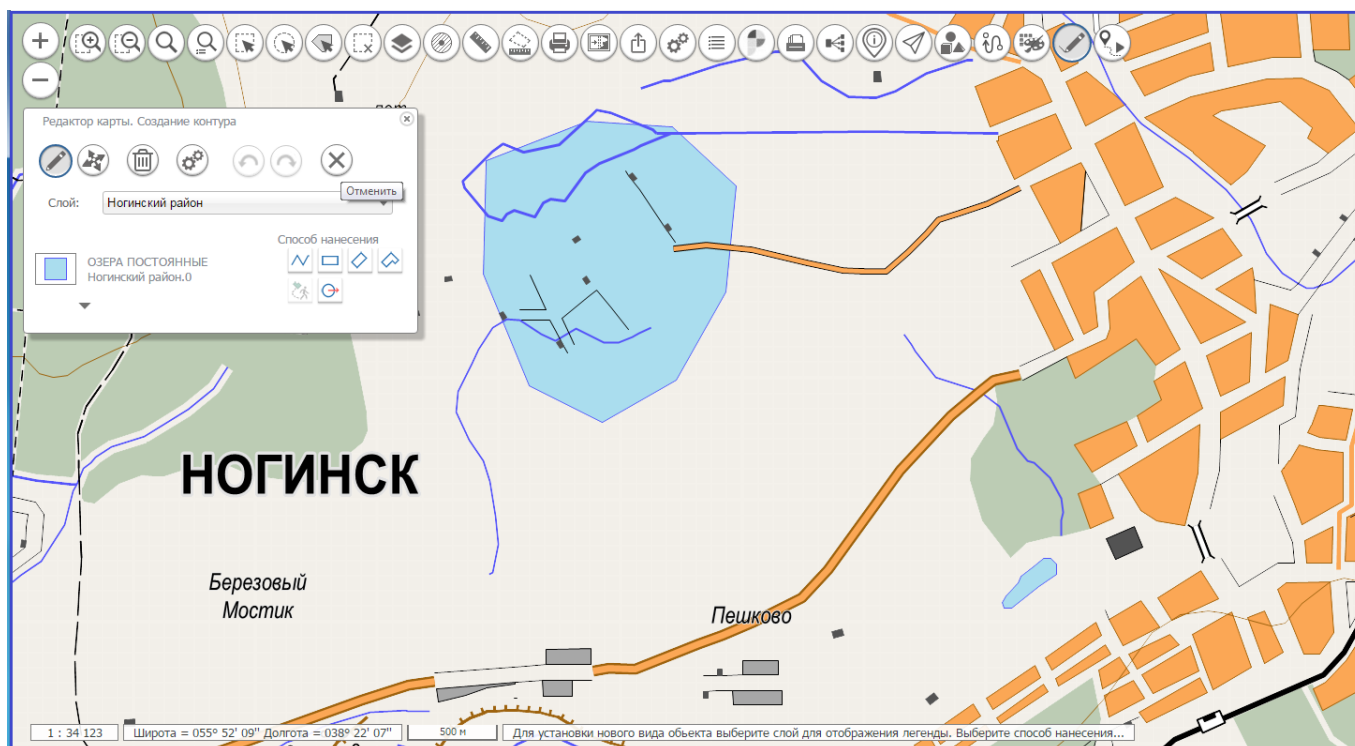 Редактор карты. Создание контура
Отменить
Слой:
Ногинский район
Способ нанесения
ОЗЕРА ПОСТОЯННЫЕ
Ногинский район.0
НОГИНСК
Березовый
Мостик
Пешково
1 : 34 123
Широта = 055° 52' 09" Долгота = 038° 22' 07"
500 м
Для установки нового вида объекта выберите слой для отображения легенды. Выберите способ нанесения...